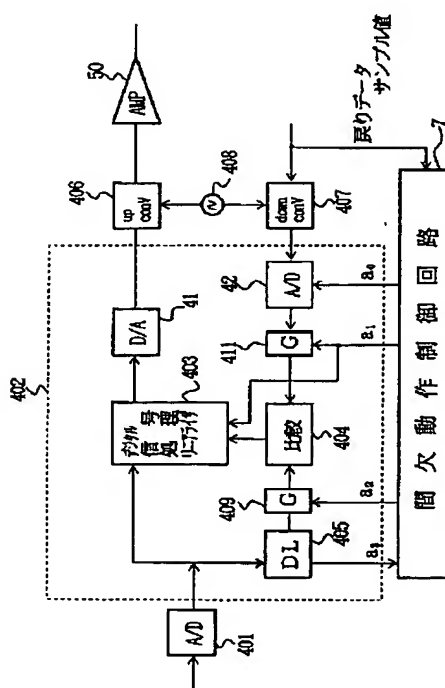 50
AMP
406
up
conV
408
407
down
conV
戻りデータ
サンプル値
402
D/A
41
42
A/D
a₀
403
デジタル
信号
処理
リニアライザ
411
G
a₁
比較
404
409
G
a₂
DL
405
a₃
A/D
401
間欠動作制御回路
7